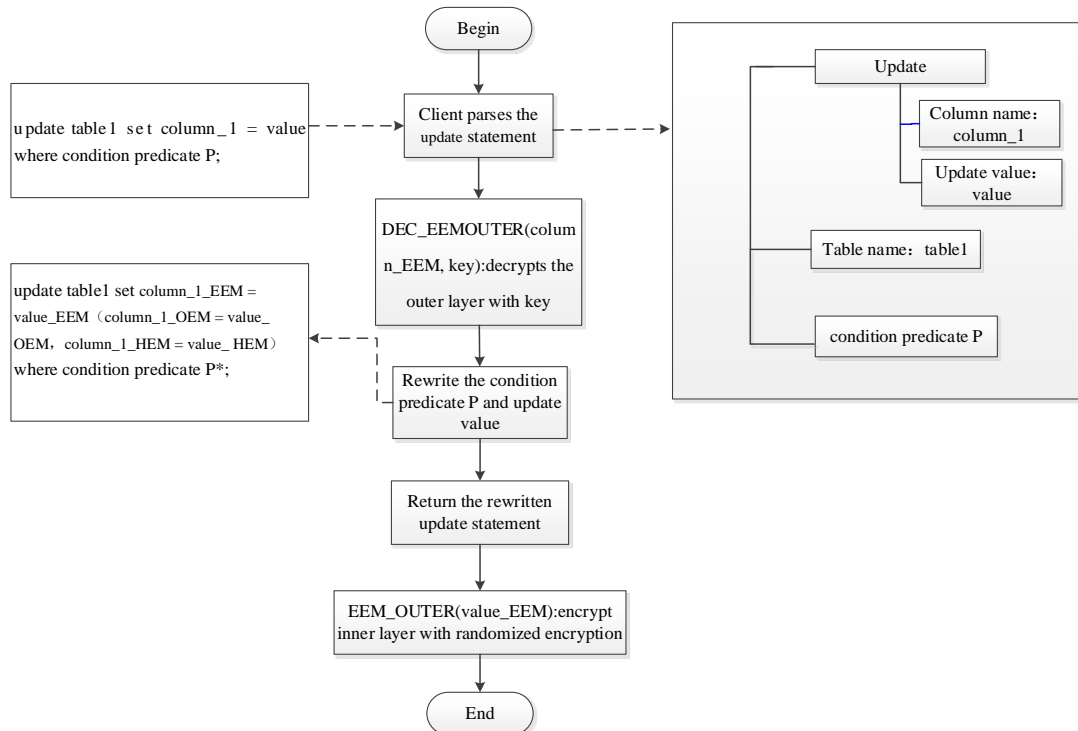 Begin
update table1 set column_1 = value
where condition predicate P;
Client parses the
update statement
Update
Column name：
column_1
Update value：
value
Table name：table1
condition predicate P
DEC_EEMOUTER(colum
n_EEM, key):decrypts the
outer layer with key
update table1 set column_1_EEM =
value_EEM（column_1_OEM = value_
OEM，column_1_HEM = value_ HEM）
where condition predicate P*;
Rewrite the condition
predicate P and update
value
Return the rewritten
update statement
EEM_OUTER(value_EEM):encrypt
inner layer with randomized encryption
End